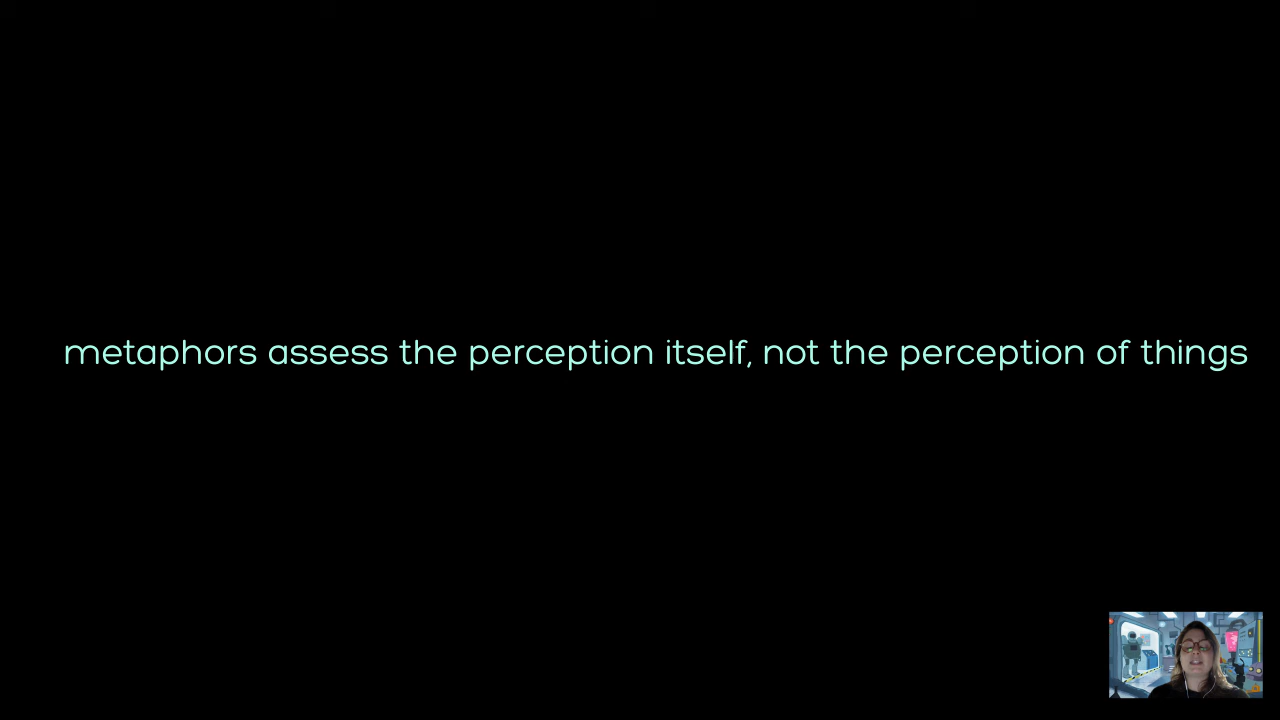 metaphors assess the perception itself, not the perception of things